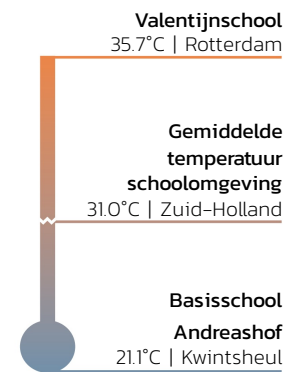 Valentijnschool
35.7°C | Rotterdam
Gemiddelde
temperatuur
schoolomgeving
31.0°C | Zuid-Holland
Basisschool
Andreashof
21.1°C | Kwintsheul